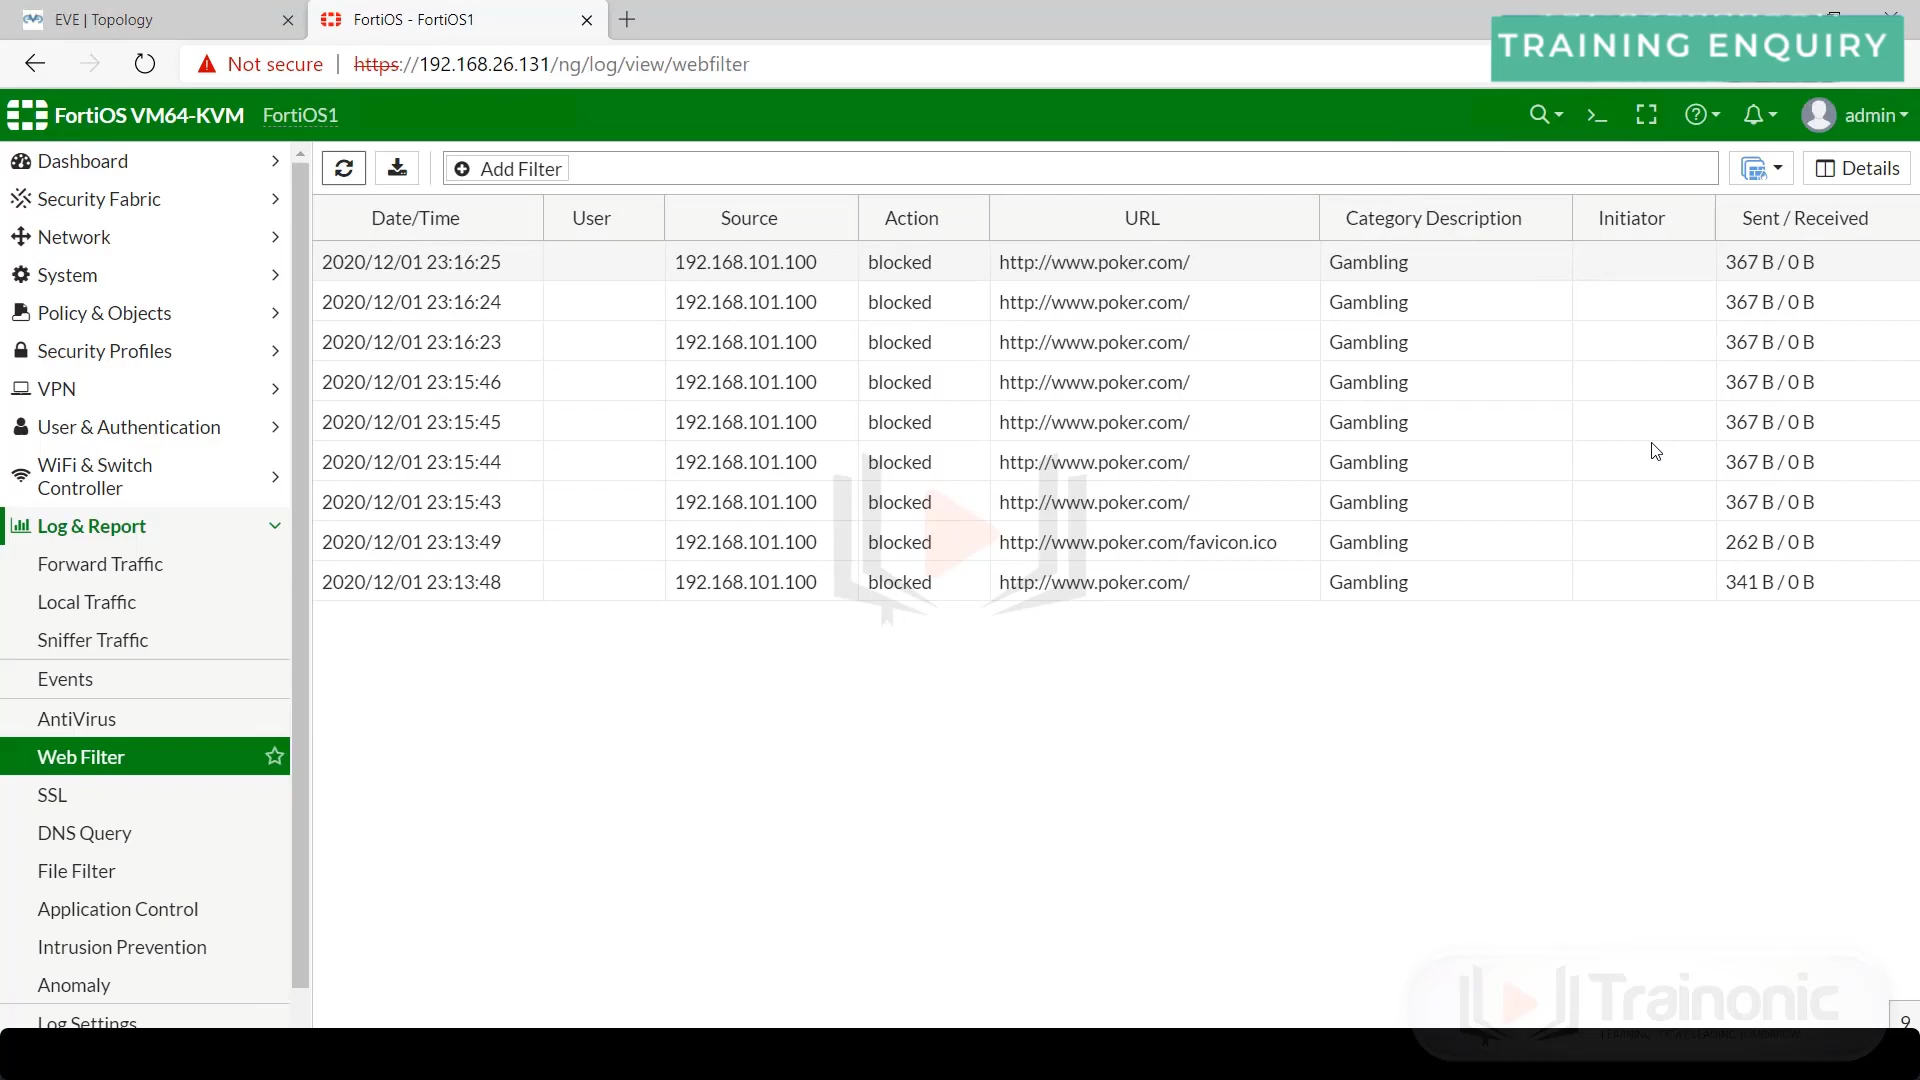 EVE | Topology
FortiOS - FortiOS1
TRAINING ENQUIRY
Not secure | https://192.168.26.131/ng/log/view/webfilter
FortiOS VM64-KVM FortiOS1
admin
Dashboard
Security Fabric
Network
System
Policy & Objects
Security Profiles
VPN
User & Authentication
WiFi & Switch
Controller
Log & Report
Forward Traffic
Local Traffic
Sniffer Traffic
Events
AntiVirus
Web Filter
SSL
DNS Query
File Filter
Application Control
Intrusion Prevention
Anomaly
Log Settings
Add Filter
Details
Date/Time User Source Action URL Category Description Initiator Sent / Received
2020/12/01 23:16:25 192.168.101.100 blocked http://www.poker.com/ Gambling 367 B / 0 B
2020/12/01 23:16:24 192.168.101.100 blocked http://www.poker.com/ Gambling 367 B / 0 B
2020/12/01 23:16:23 192.168.101.100 blocked http://www.poker.com/ Gambling 367 B / 0 B
2020/12/01 23:15:46 192.168.101.100 blocked http://www.poker.com/ Gambling 367 B / 0 B
2020/12/01 23:15:45 192.168.101.100 blocked http://www.poker.com/ Gambling 367 B / 0 B
2020/12/01 23:15:44 192.168.101.100 blocked http://www.poker.com/ Gambling 367 B / 0 B
2020/12/01 23:15:43 192.168.101.100 blocked http://www.poker.com/ Gambling 367 B / 0 B
2020/12/01 23:13:49 192.168.101.100 blocked http://www.poker.com/favicon.ico Gambling 262 B / 0 B
2020/12/01 23:13:48 192.168.101.100 blocked http://www.poker.com/ Gambling 341 B / 0 B
Trainonic
9